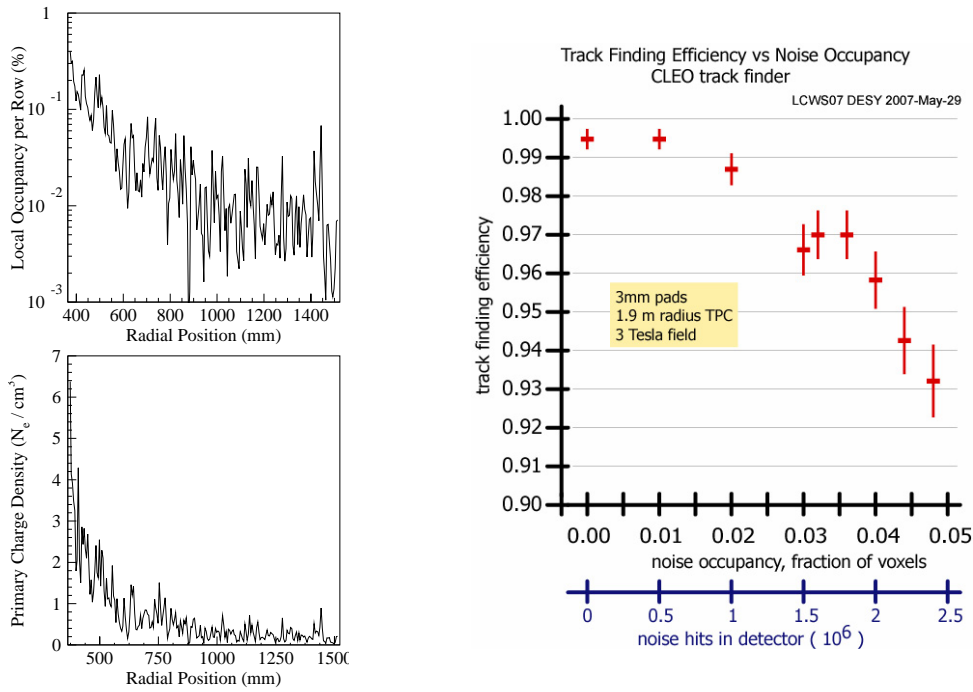 Local Occupancy per Row (%)
1
10⁻¹
10⁻²
10⁻³
400 600 800 1000 1200 1400
Radial Position (mm)
Primary Charge Density (Nₑ / cm³)
7
6
5
4
3
2
1
0
500 750 1000 1250 1500
Radial Position (mm)
Track Finding Efficiency vs Noise Occupancy
CLEO track finder
LCWS07 DESY 2007-May-29
track finding efficiency
1.00
0.99
0.98
0.97
0.96
0.95
0.94
0.93
0.92
0.91
0.90
3mm pads
1.9 m radius TPC
3 Tesla field
0.00 0.01 0.02 0.03 0.04 0.05
noise occupancy, fraction of voxels
0 0.5 1 1.5 2 2.5
noise hits in detector ( 10⁶ )